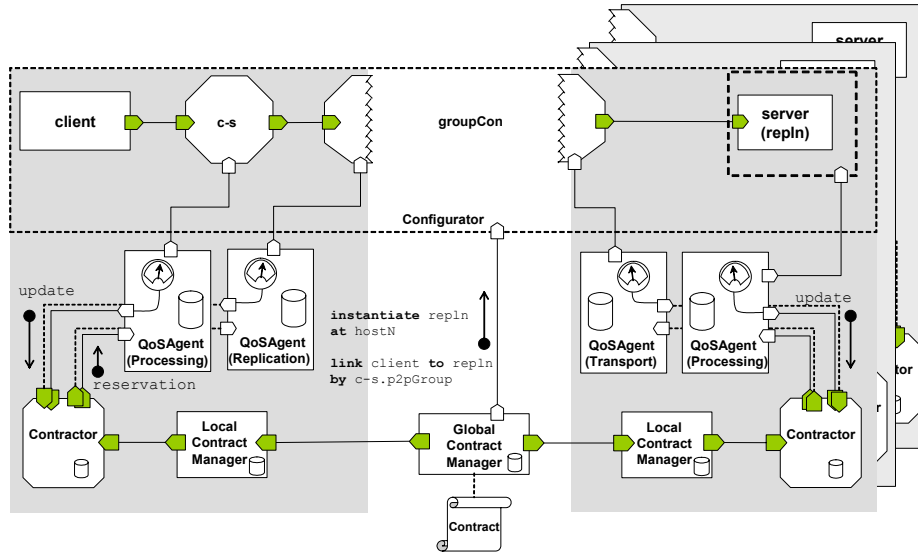 server
client
c-s
groupCon
server
(repln)
Configurator
update
QoSAgent
(Processing)
QoSAgent
(Replication)
reservation
instantiate repln
at hostN
link client to repln
by c-s.p2pGroup
QoSAgent
(Transport)
QoSAgent
(Processing)
update
Contractor
Local
Contract
Manager
Global
Contract
Manager
Local
Contract
Manager
Contractor
Contract